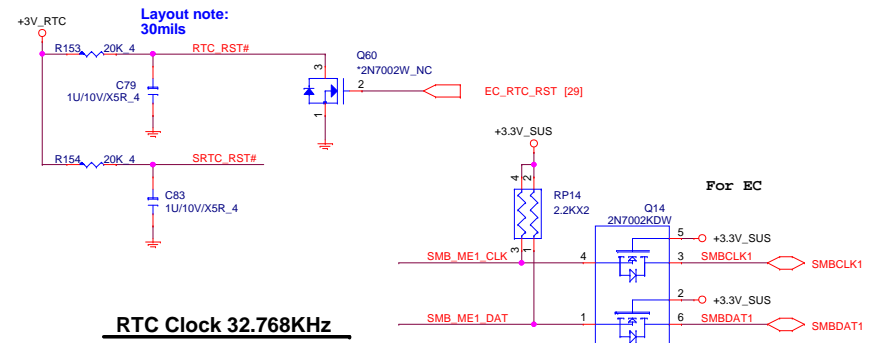 Layout note:
30mils
+3V_RTC
R153 20K_4 RTC_RST#
C79
1U/10V/X5R_4
Q60
*2N7002W_NC
3
2
1
EC_RTC_RST [29]
R154 20K_4 SRTC_RST#
C83
1U/10V/X5R_4
+3.3V_SUS
4
2
RP14
2.2KX2
3
1
For EC
Q14
2N7002KDW
5 +3.3V_SUS
SMB_ME1_CLK 4 3 SMBCLK1 SMBCLK1
2 +3.3V_SUS
SMB_ME1_DAT 1 6 SMBDAT1 SMBDAT1
RTC Clock 32.768KHz